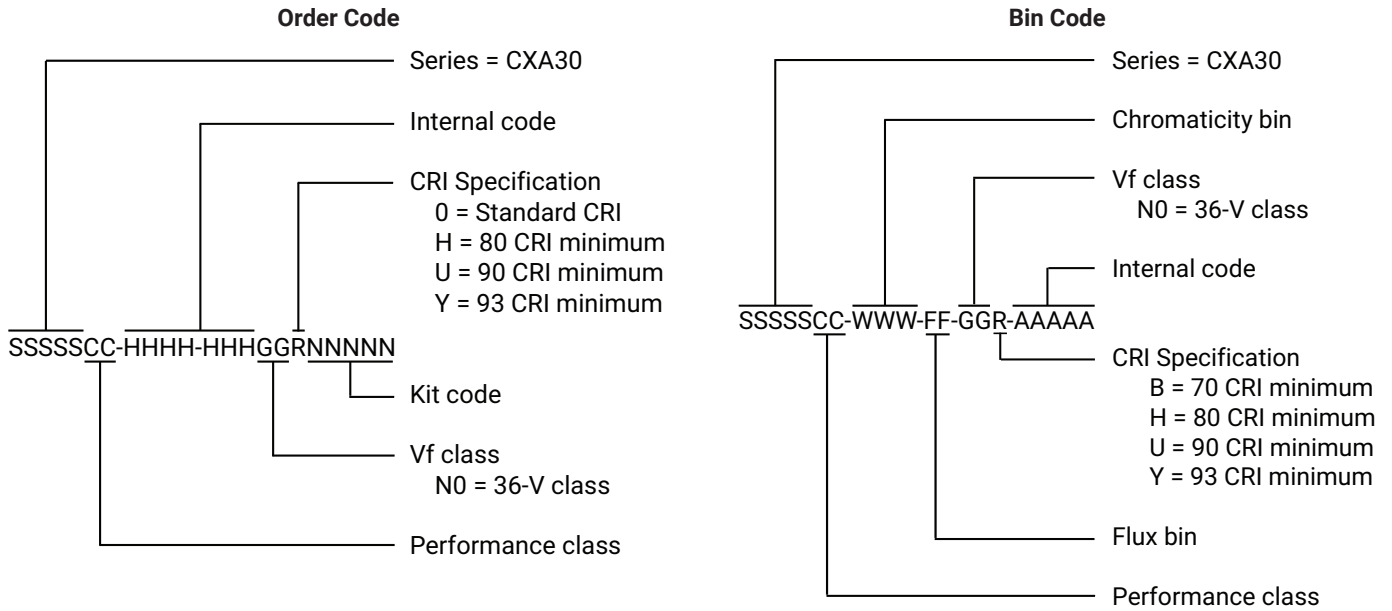 Order Code
Series = CXA30
Internal code
CRI Specification
0 = Standard CRI
H = 80 CRI minimum
U = 90 CRI minimum
Y = 93 CRI minimum
SSSSSCC-HHHH-HHHGGRNNNNN
Kit code
Vf class
N0 = 36-V class
Performance class
Bin Code
Series = CXA30
Chromaticity bin
Vf class
N0 = 36-V class
Internal code
SSSSSCC-WWW-FF-GGR-AAAAA
CRI Specification
B = 70 CRI minimum
H = 80 CRI minimum
U = 90 CRI minimum
Y = 93 CRI minimum
Flux bin
Performance class